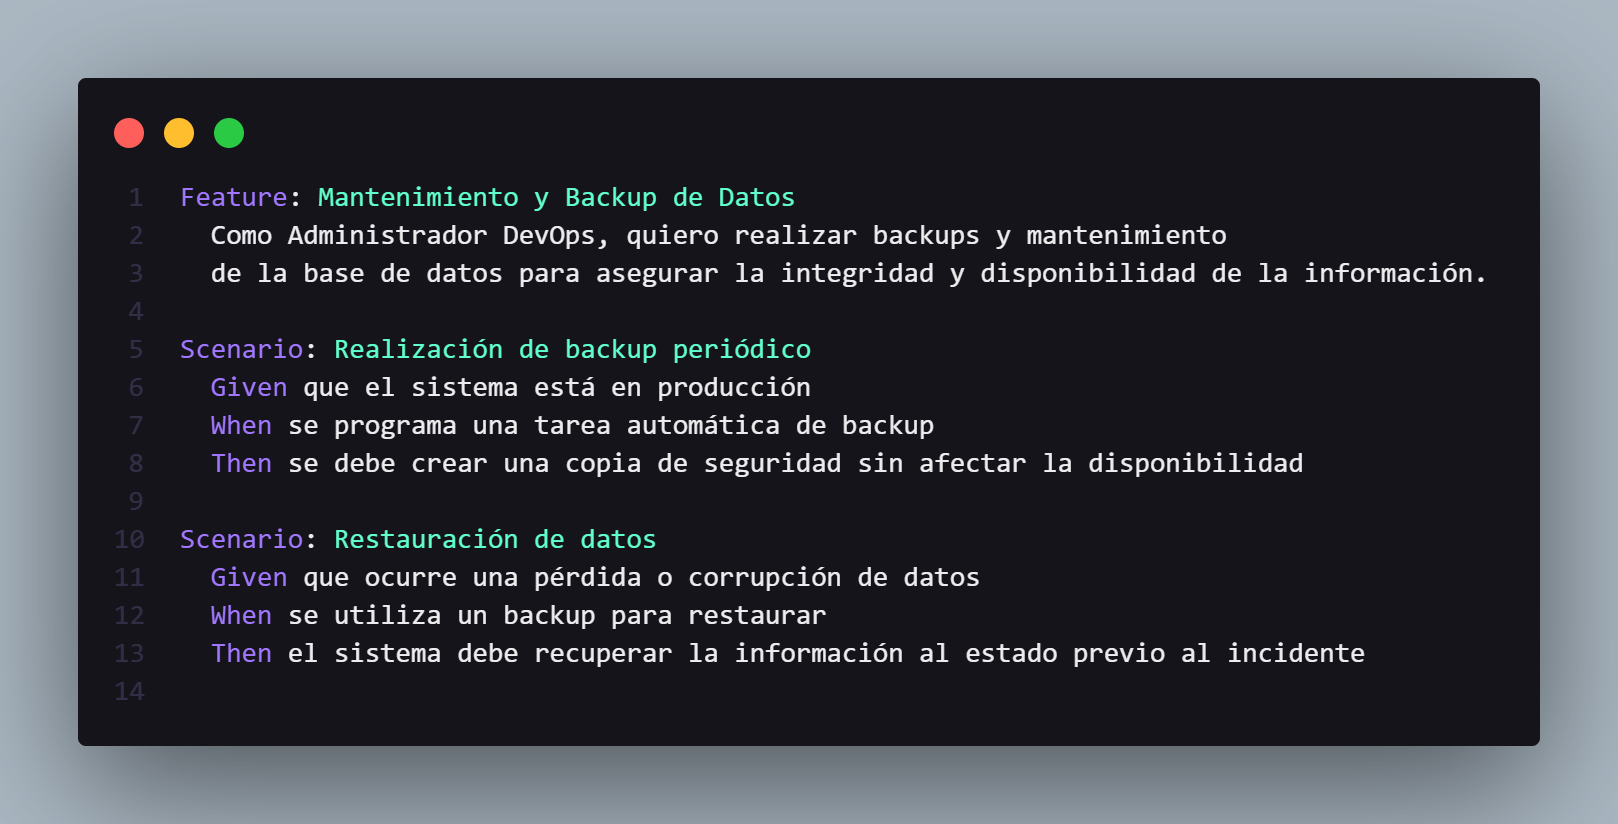 1 Feature: Mantenimiento y Backup de Datos
2 Como Administrador DevOps, quiero realizar backups y mantenimiento
3 de la base de datos para asegurar la integridad y disponibilidad de la información.
4
5 Scenario: Realización de backup periódico
6 Given que el sistema está en producción
7 When se programa una tarea automática de backup
8 Then se debe crear una copia de seguridad sin afectar la disponibilidad
9
10 Scenario: Restauración de datos
11 Given que ocurre una pérdida o corrupción de datos
12 When se utiliza un backup para restaurar
13 Then el sistema debe recuperar la información al estado previo al incidente
14